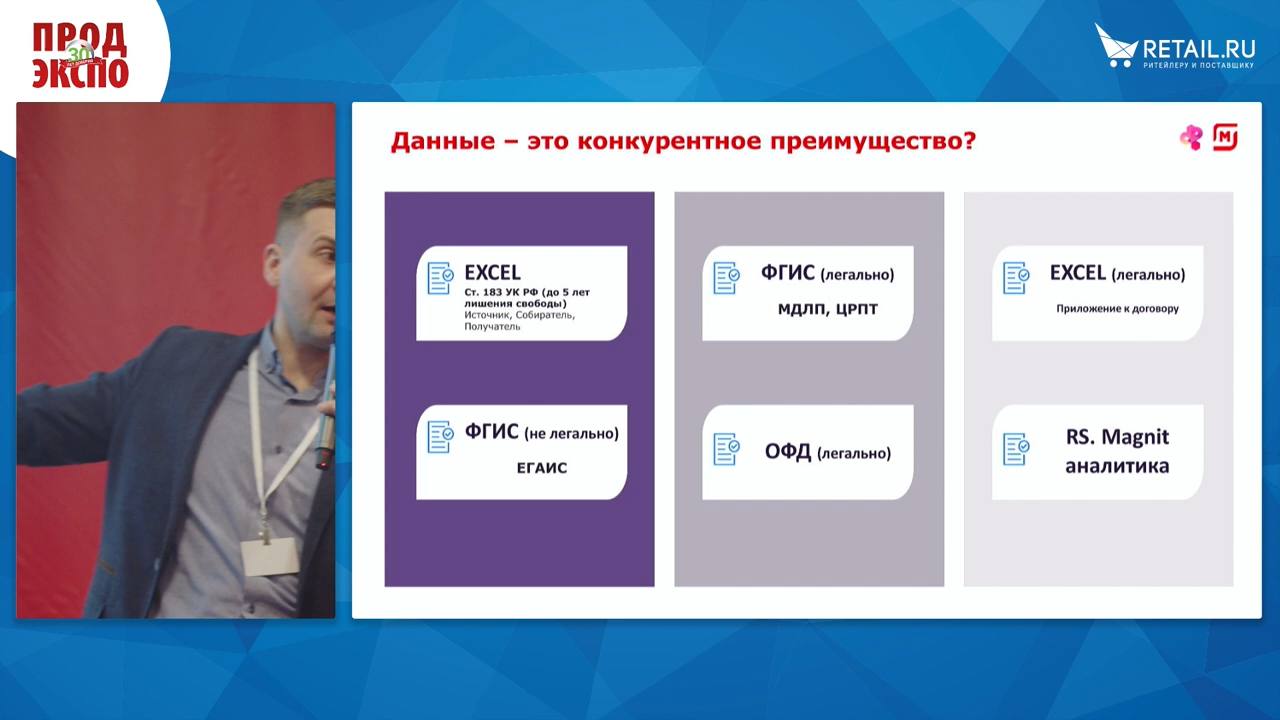 ПРОД
30
ЭКСПО
RETAIL.RU
РИТЕЙЛЕРУ И ПОСТАВЩИКУ
Данные – это конкурентное преимущество?
М
EXCEL
Ст. 183 УК РФ (до 5 лет
лишения свободы)
Источник, Собиратель,
Получатель
ФГИС (не легально)
ЕГАИС
ФГИС (легально)
МДЛП, ЦРПТ
ОФД (легально)
EXCEL (легально)
Приложение к договору
RS. Magnit
аналитика